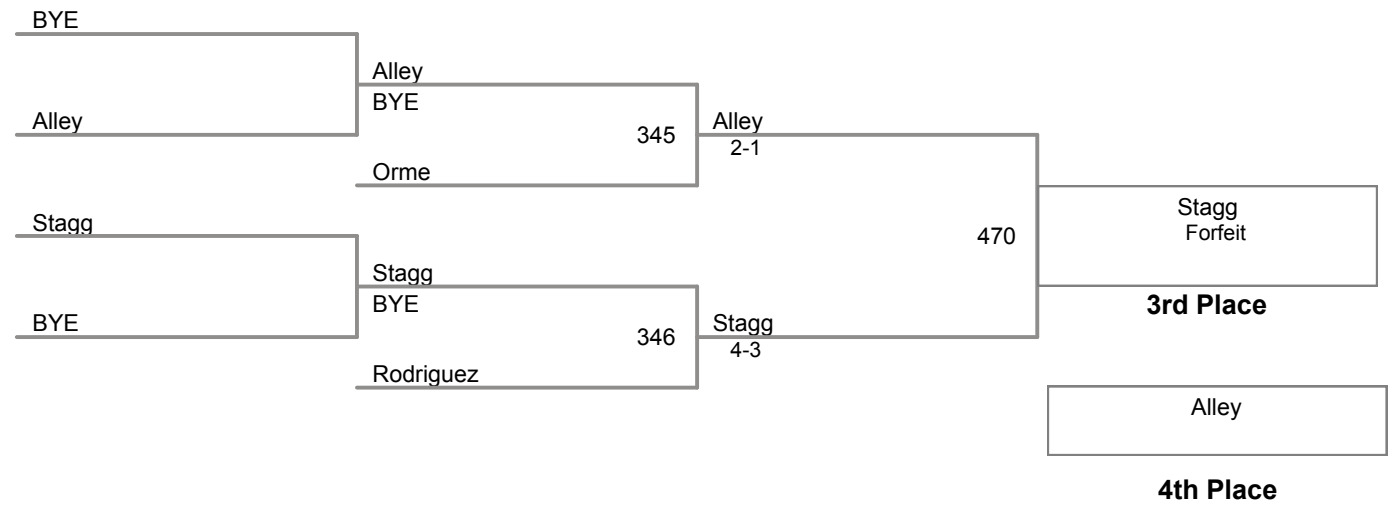 BYE
Alley
BYE
Alley
345
Alley
2-1
Orme
Stagg
Stagg
Forfeit
470
Stagg
BYE
3rd Place
BYE
346
Stagg
4-3
Rodriguez
Alley
4th Place